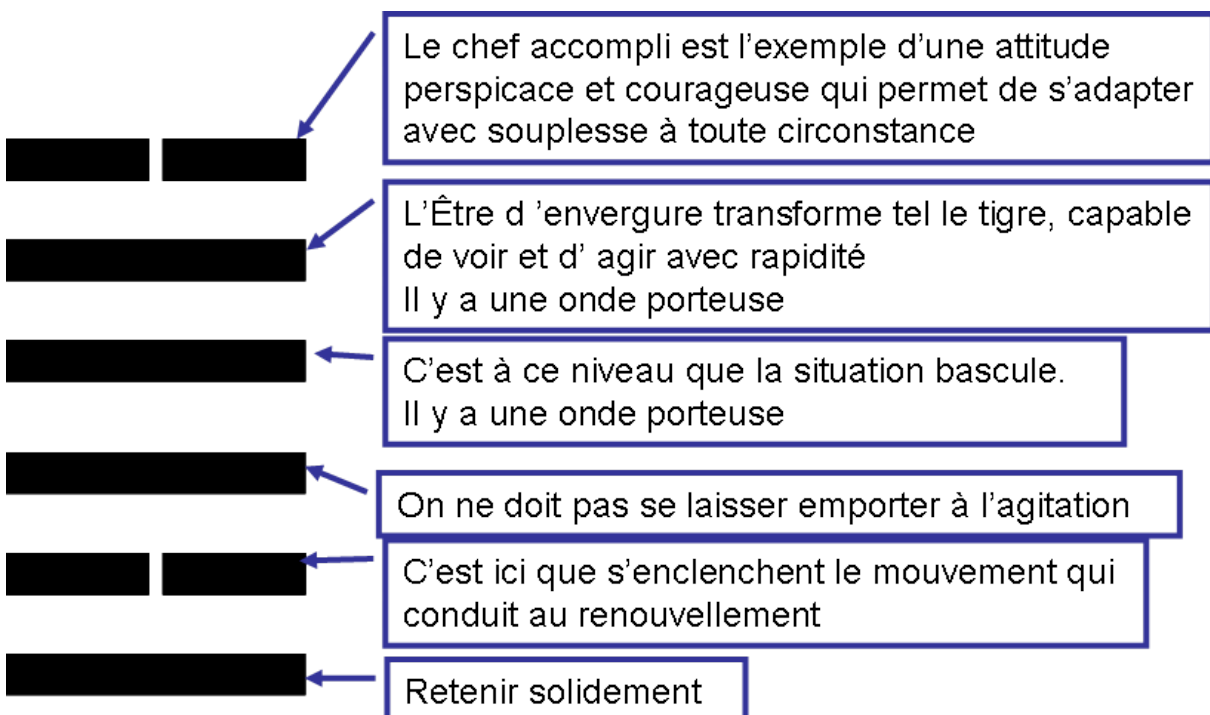 Le chef accompli est l’exemple d’une attitude
perspicace et courageuse qui permet de s’adapter
avec souplesse à toute circonstance
L’Être d ’envergure transforme tel le tigre, capable
de voir et d’ agir avec rapidité
Il y a une onde porteuse
C’est à ce niveau que la situation bascule.
Il y a une onde porteuse
On ne doit pas se laisser emporter à l’agitation
C’est ici que s’enclenchent le mouvement qui
conduit au renouvellement
Retenir solidement